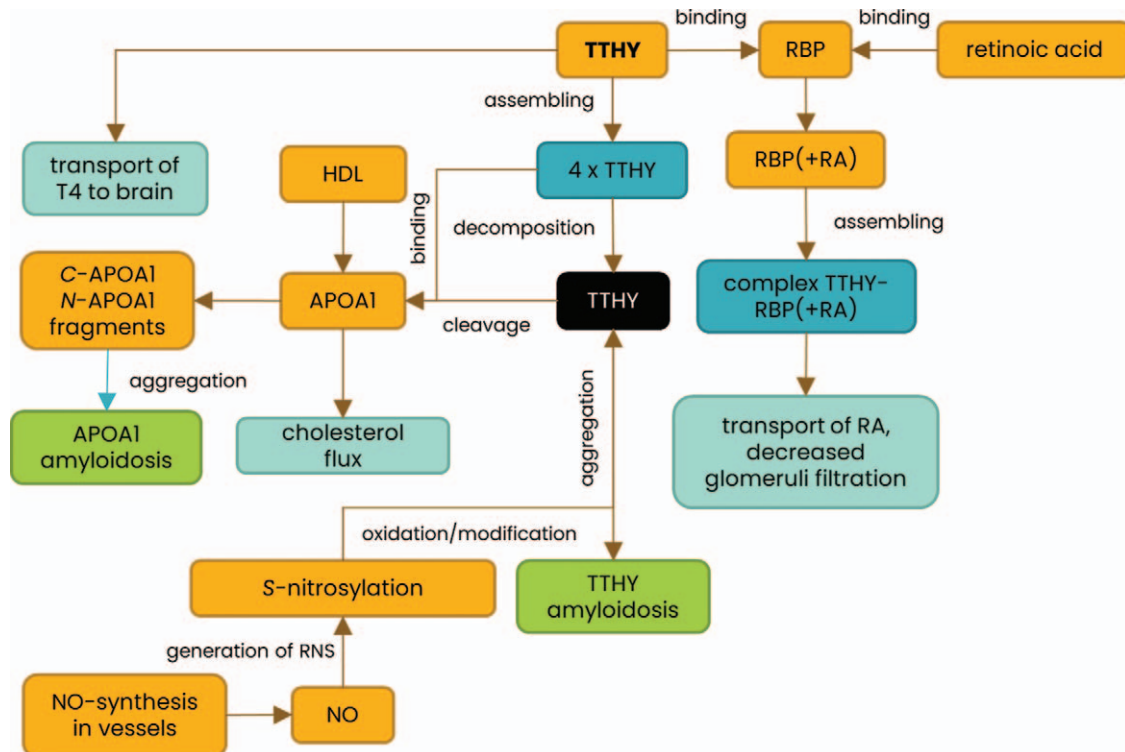 binding
binding
TTHY
RBP
retinoic acid
assembling
transport of
T4 to brain
HDL
4 x TTHY
RBP(+RA)
binding
decomposition
assembling
C-APOA1
N-APOA1
fragments
APOA1
cleavage
TTHY
complex TTHY-
RBP(+RA)
aggregation
aggregation
APOA1
amyloidosis
cholesterol
flux
transport of RA,
decreased
glomeruli filtration
oxidation/modification
S-nitrosylation
TTHY
amyloidosis
generation of RNS
NO-synthesis
in vessels
NO